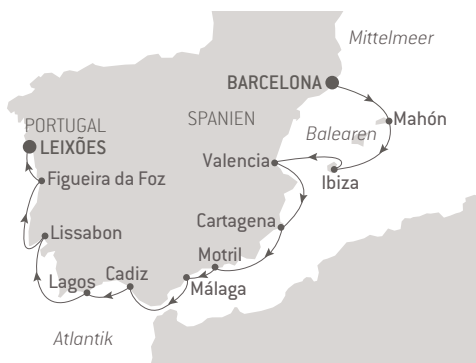 Mittelmeer
BARCELONA
SPANIEN
Mahón
PORTUGAL
Balearen
LEIXÕES
Valencia
Ibiza
Figueira da Foz
Cartagena
Lissabon
Motril
Cadiz
Lagos
Málaga
Atlantik